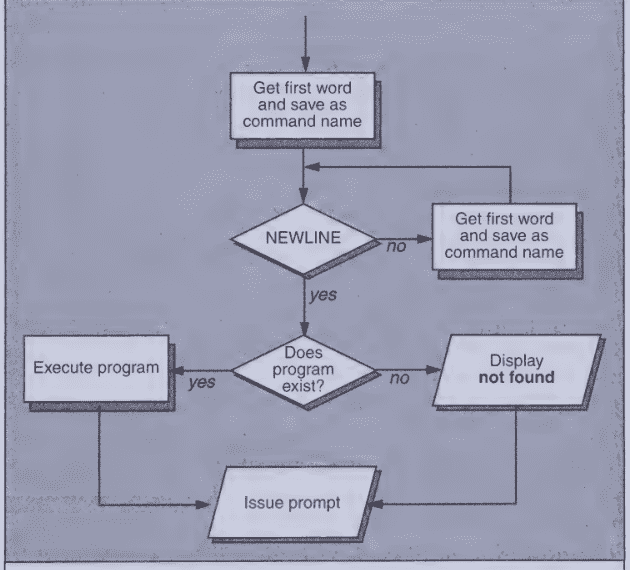 Get first word
and save as
command name
NEWLINE
no
Get first word
and save as
command name
yes
Does
program
exist?
yes
no
Execute program
Display
not found
Issue prompt